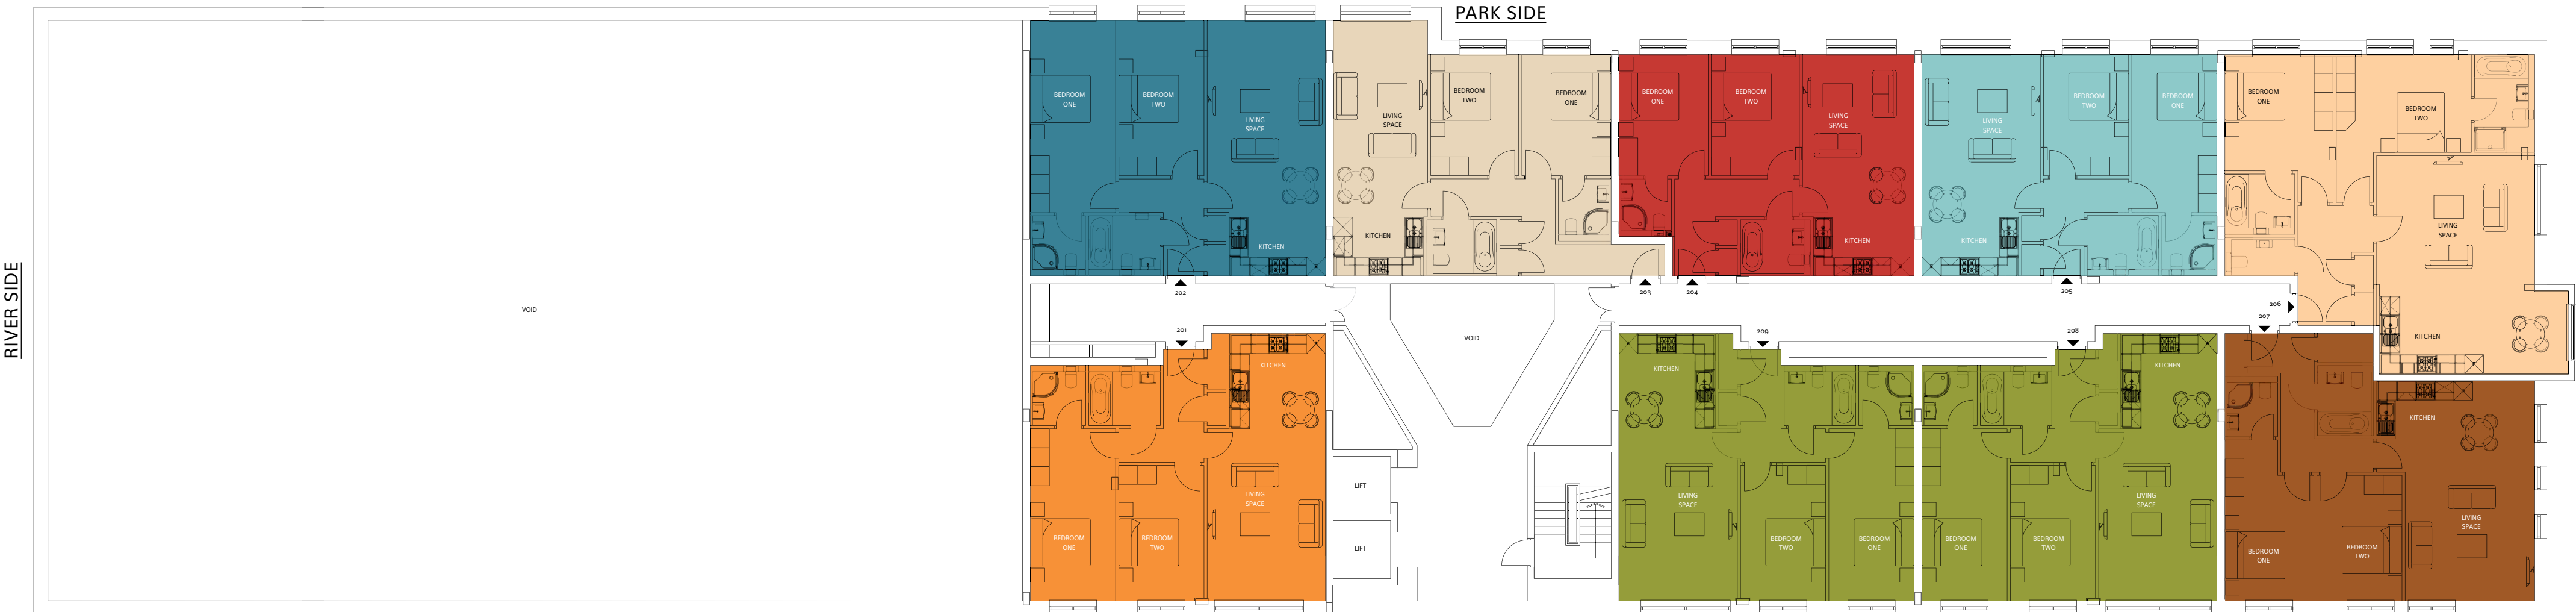 PARK SIDE
RIVER SIDE
VOID
BEDROOM
ONE
BEDROOM
TWO
LIVING
SPACE
KITCHEN
202
LIVING
SPACE
KITCHEN
BEDROOM
TWO
BEDROOM
ONE
203
BEDROOM
ONE
BEDROOM
TWO
LIVING
SPACE
KITCHEN
204
LIVING
SPACE
KITCHEN
BEDROOM
TWO
BEDROOM
ONE
205
BEDROOM
ONE
BEDROOM
TWO
LIVING
SPACE
KITCHEN
206
201
KITCHEN
LIVING
SPACE
BEDROOM
ONE
BEDROOM
TWO
VOID
LIFT
LIFT
209
KITCHEN
LIVING
SPACE
BEDROOM
TWO
BEDROOM
ONE
208
KITCHEN
BEDROOM
ONE
BEDROOM
TWO
LIVING
SPACE
207
KITCHEN
BEDROOM
ONE
BEDROOM
TWO
LIVING
SPACE